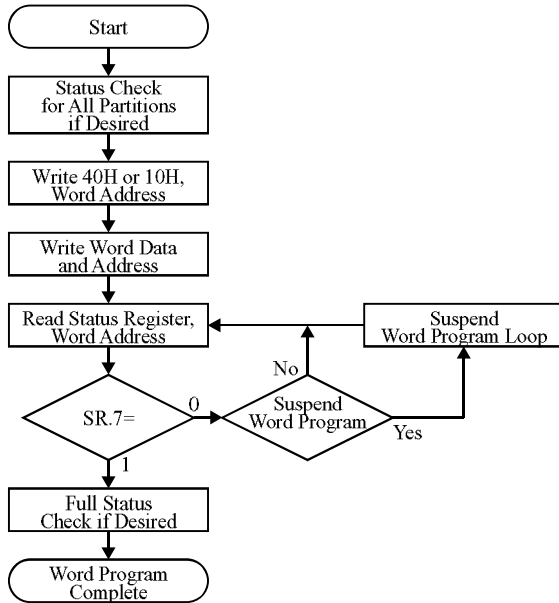 Start
Status Check
for All Partitions
if Desired
Write 40H or 10H,
Word Address
Write Word Data
and Address
Read Status Register,
Word Address
Suspend
Word Program Loop
No
SR.7=
0
Suspend
Word Program
Yes
1
Full Status
Check if Desired
Word Program
Complete